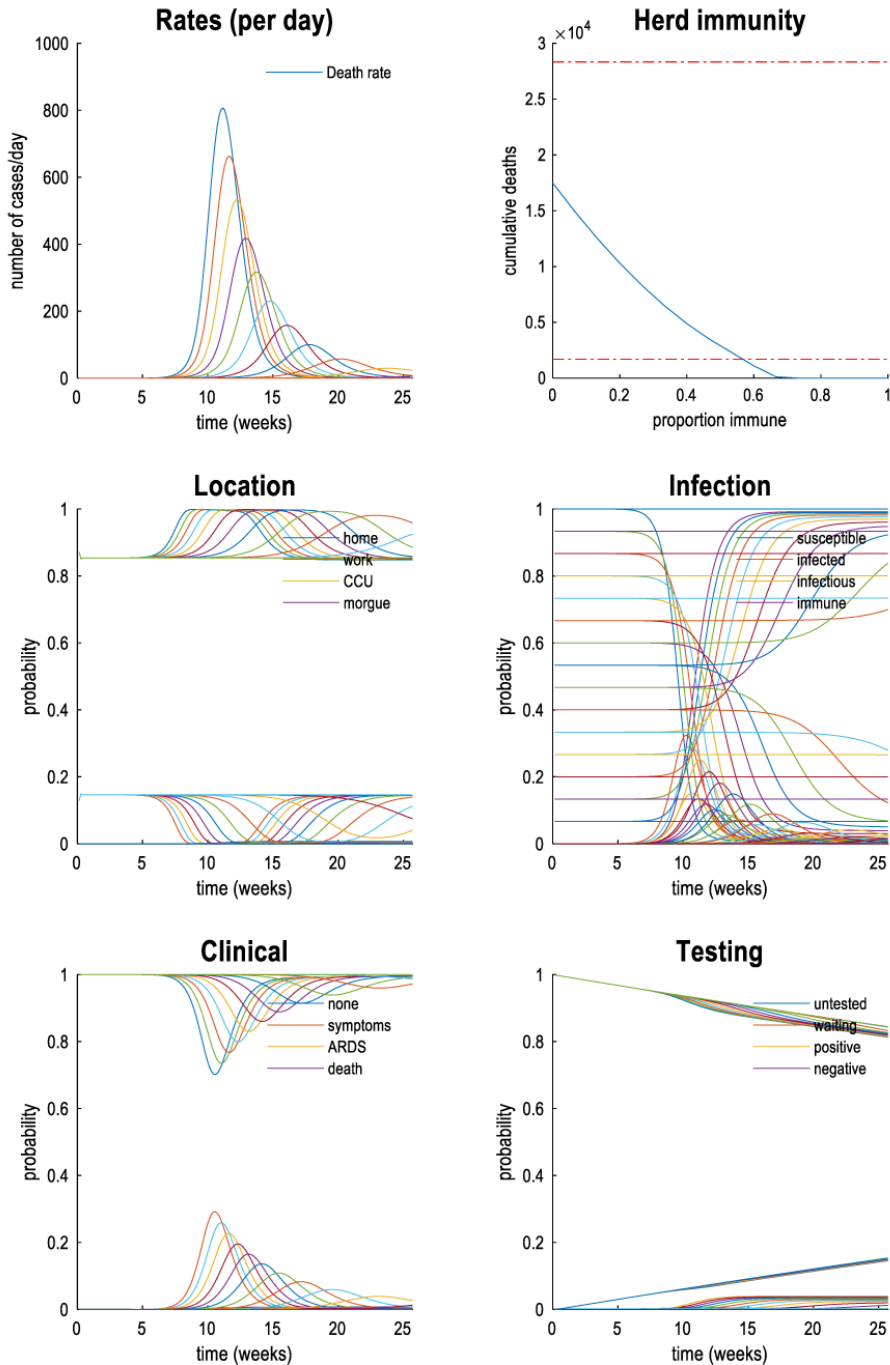 Rates (per day)
1000
800
600
400
200
0
number of cases/day
Death rate
0 5 10 15 20 25
time (weeks)
Herd immunity
×10⁴
3
2.5
2
1.5
1
0.5
0
cumulative deaths
0 0.2 0.4 0.6 0.8 1
proportion immune
Location
1
0.8
0.6
0.4
0.2
0
probability
home
work
CCU
morgue
0 5 10 15 20 25
time (weeks)
Infection
1
0.8
0.6
0.4
0.2
0
probability
susceptible
infected
infectious
immune
0 5 10 15 20 25
time (weeks)
Clinical
1
0.8
0.6
0.4
0.2
0
probability
none
symptoms
ARDS
death
0 5 10 15 20 25
time (weeks)
Testing
1
0.8
0.6
0.4
0.2
0
probability
untested
waiting
positive
negative
0 5 10 15 20 25
time (weeks)